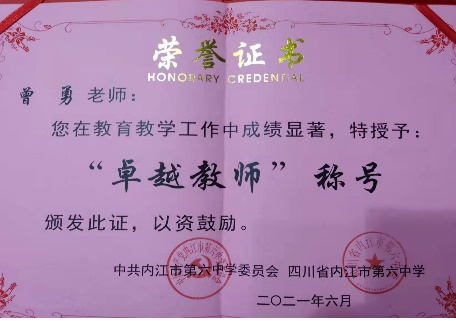 荣誉证书
HONORARY CREDENTIAL
曾勇老师：
您在教育教学工作中成绩显著，特授予：
“卓越教师”称号
颁发此证，以资鼓励。
中共内江市第六中学委员会 四川省内江市第六中学
二〇二一年六月